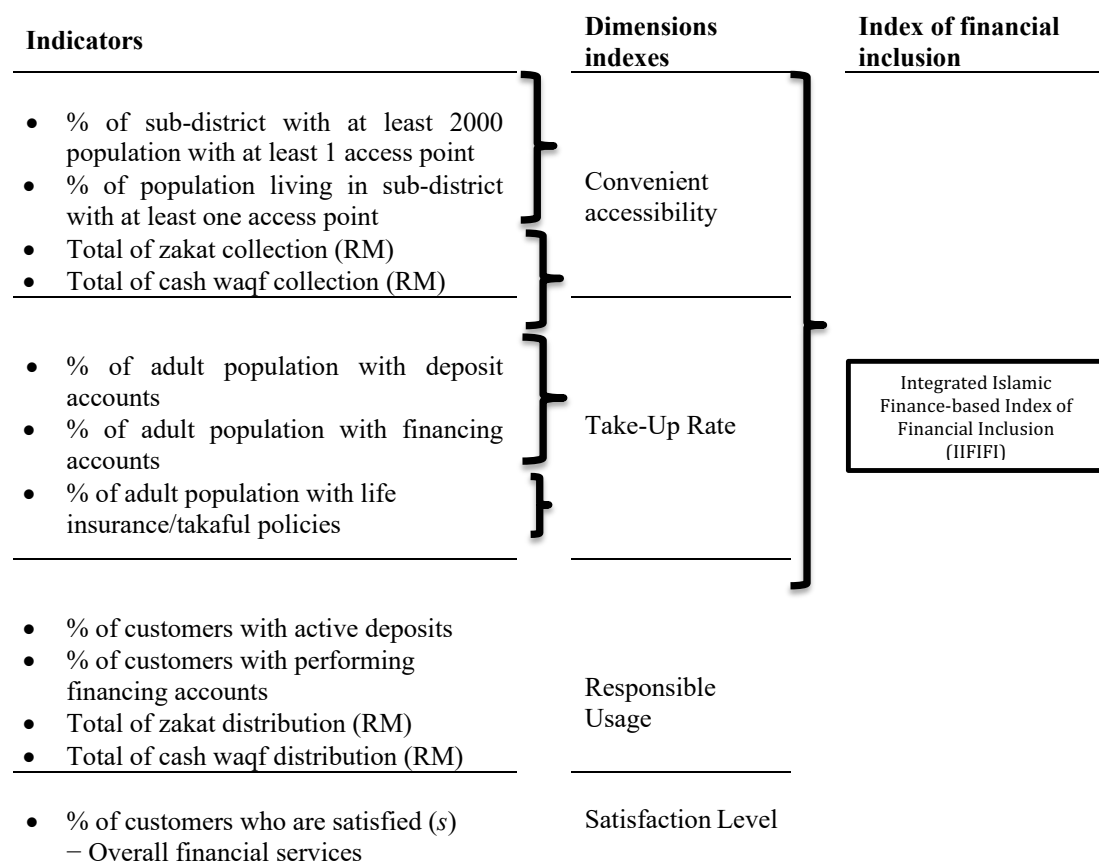 Indicators
Dimensions
indexes
Index of financial
inclusion
• % of sub-district with at least 2000
population with at least 1 access point
• % of population living in sub-district
with at least one access point
• Total of zakat collection (RM)
• Total of cash waqf collection (RM)
Convenient
accessibility
• % of adult population with deposit
accounts
• % of adult population with financing
accounts
• % of adult population with life
insurance/takaful policies
Take-Up Rate
Integrated Islamic
Finance-based Index of
Financial Inclusion
(IIFIFI)
• % of customers with active deposits
• % of customers with performing
financing accounts
• Total of zakat distribution (RM)
• Total of cash waqf distribution (RM)
Responsible
Usage
• % of customers who are satisfied (s)
− Overall financial services
Satisfaction Level